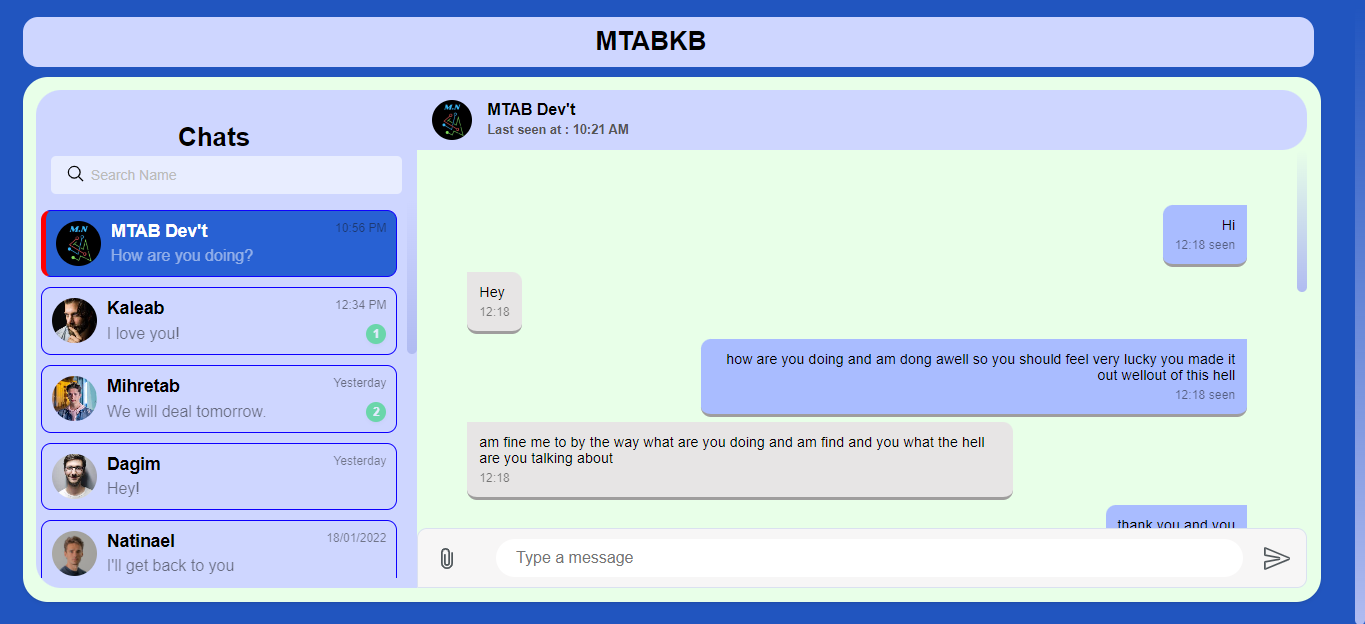 MTABKB
Chats
Search Name
M.N
MTAB Dev't
10:56 PM
How are you doing?
Kaleab
12:34 PM
I love you!
1
Mihretab
Yesterday
We will deal tomorrow.
2
Dagim
Yesterday
Hey!
Natinael
18/01/2022
I'll get back to you
M.N
MTAB Dev't
Last seen at : 10:21 AM
Hi
12:18 seen
Hey
12:18
how are you doing and am dong awell so you should feel very lucky you made it
out wellout of this hell
12:18 seen
am fine me to by the way what are you doing and am find and you what the hell
are you talking about
12:18
thank you and you
Type a message